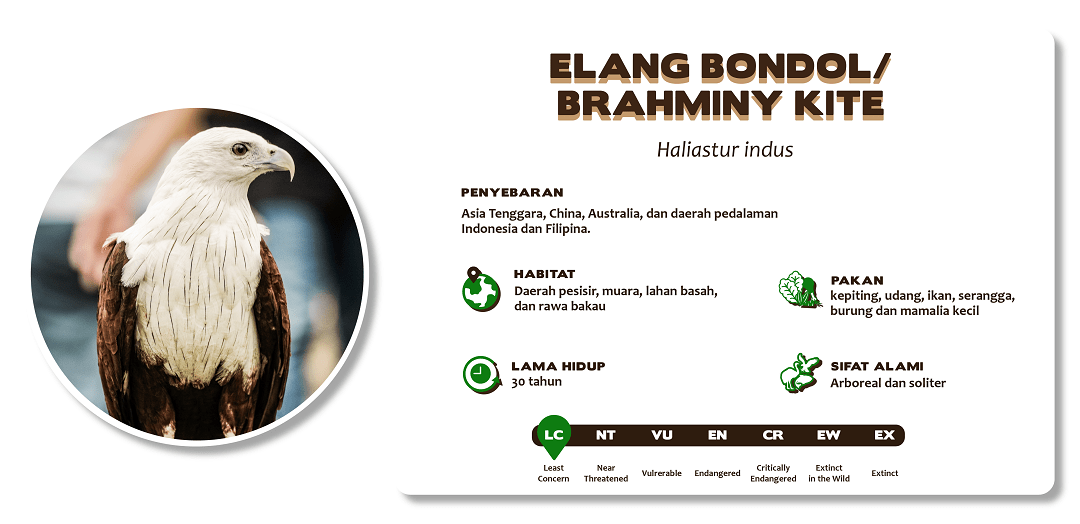 ELANG BONDOL/
BRAHMINY KITE
Haliastur indus
PENYEBARAN
Asia Tenggara, China, Australia, dan daerah pedalaman
Indonesia dan Filipina.
HABITAT
Daerah pesisir, muara, lahan basah,
dan rawa bakau
PAKAN
kepiting, udang, ikan, serangga,
burung dan mamalia kecil
LAMA HIDUP
30 tahun
SIFAT ALAMI
Arboreal dan soliter
LC NT VU EN CR EW EX
Least Concern
Near Threatened
Vulrerable
Endangered
Critically Endangered
Extinct in the Wild
Extinct